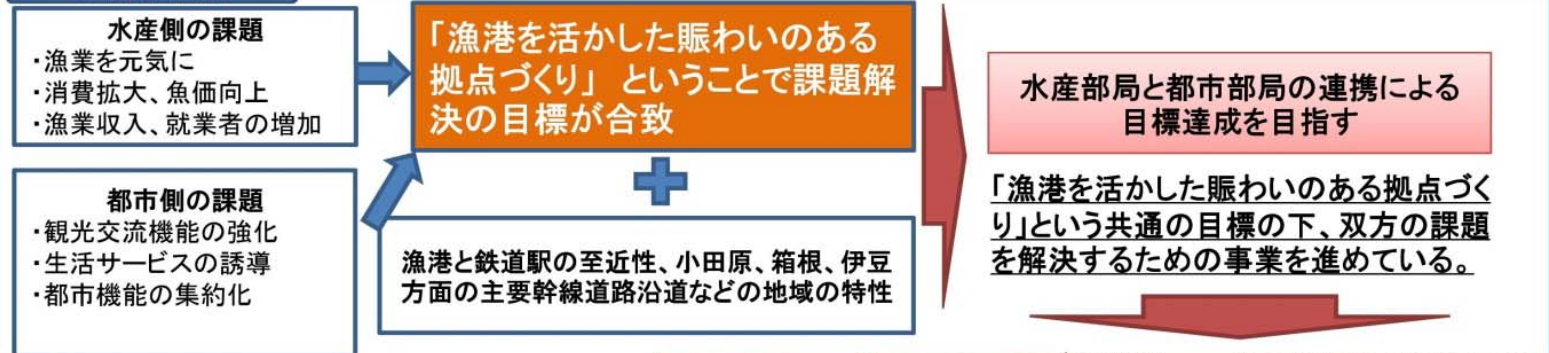 水産側の課題
・漁業を元気に
・消費拡大、魚価向上
・漁業収入、就業者の増加
都市側の課題
・観光交流機能の強化
・生活サービスの誘導
・都市機能の集約化
「漁港を活かした賑わいのある
拠点づくり」 ということで課題解
決の目標が合致
漁港と鉄道駅の至近性、小田原、箱根、伊豆
方面の主要幹線道路沿道などの地域の特性
水産部局と都市部局の連携による
目標達成を目指す
「漁港を活かした賑わいのある拠点づく
り」という共通の目標の下、双方の課題
を解決するための事業を進めている。